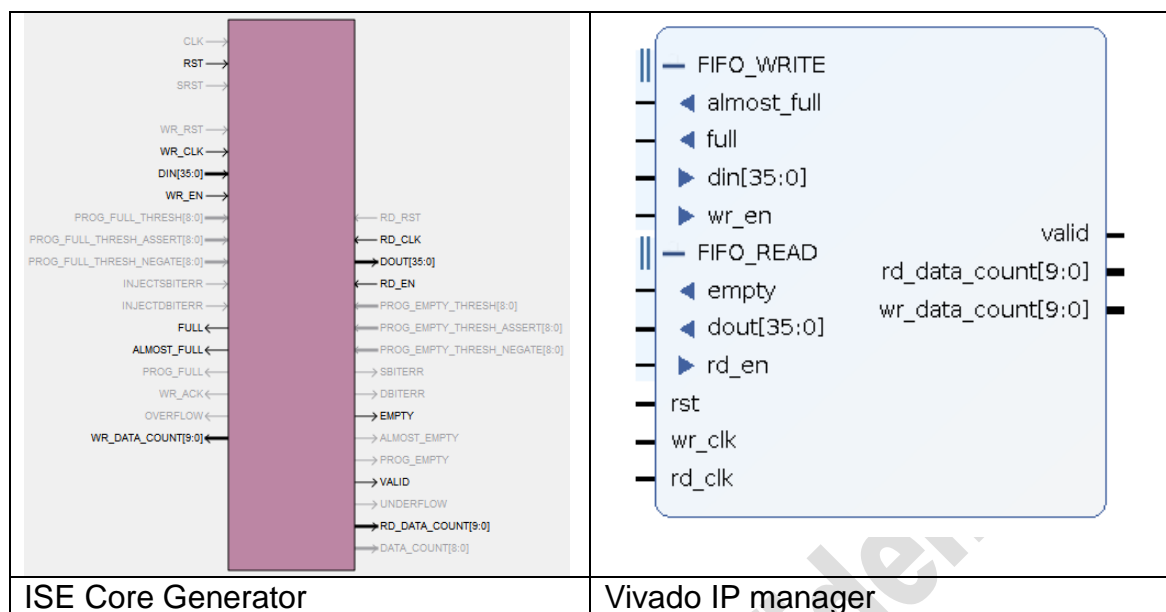 CLK
RST
SRST
WR_RST
WR_CLK
DIN[35:0]
WR_EN
PROG_FULL_THRESH[8:0]
PROG_FULL_THRESH_ASSERT[8:0]
PROG_FULL_THRESH_NEGATE[8:0]
INJECTSBITERR
INJECTDBITERR
FULL
ALMOST_FULL
PROG_FULL
WR_ACK
OVERFLOW
WR_DATA_COUNT[9:0]
RD_RST
RD_CLK
DOUT[35:0]
RD_EN
PROG_EMPTY_THRESH[8:0]
PROG_EMPTY_THRESH_ASSERT[8:0]
PROG_EMPTY_THRESH_NEGATE[8:0]
SBITERR
DBITERR
EMPTY
ALMOST_EMPTY
PROG_EMPTY
VALID
UNDERFLOW
RD_DATA_COUNT[9:0]
DATA_COUNT[8:0]
FIFO_WRITE
almost_full
full
din[35:0]
wr_en
FIFO_READ
empty
dout[35:0]
rd_en
rst
wr_clk
rd_clk
valid
rd_data_count[9:0]
wr_data_count[9:0]
ISE Core Generator
Vivado IP manager